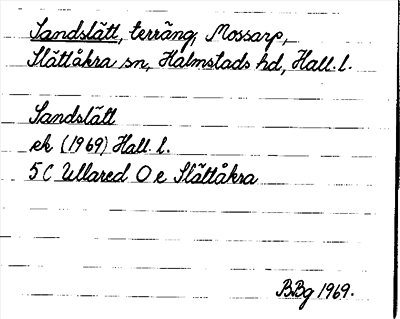 Sandslätt, terräng, Mossarp,
Slättåkra sn, Halmstads hd, Hall. l.
Sandslätt
ek (1969) Hall. l.
5 C Ullared O e Slättåkra
BBg 1969.